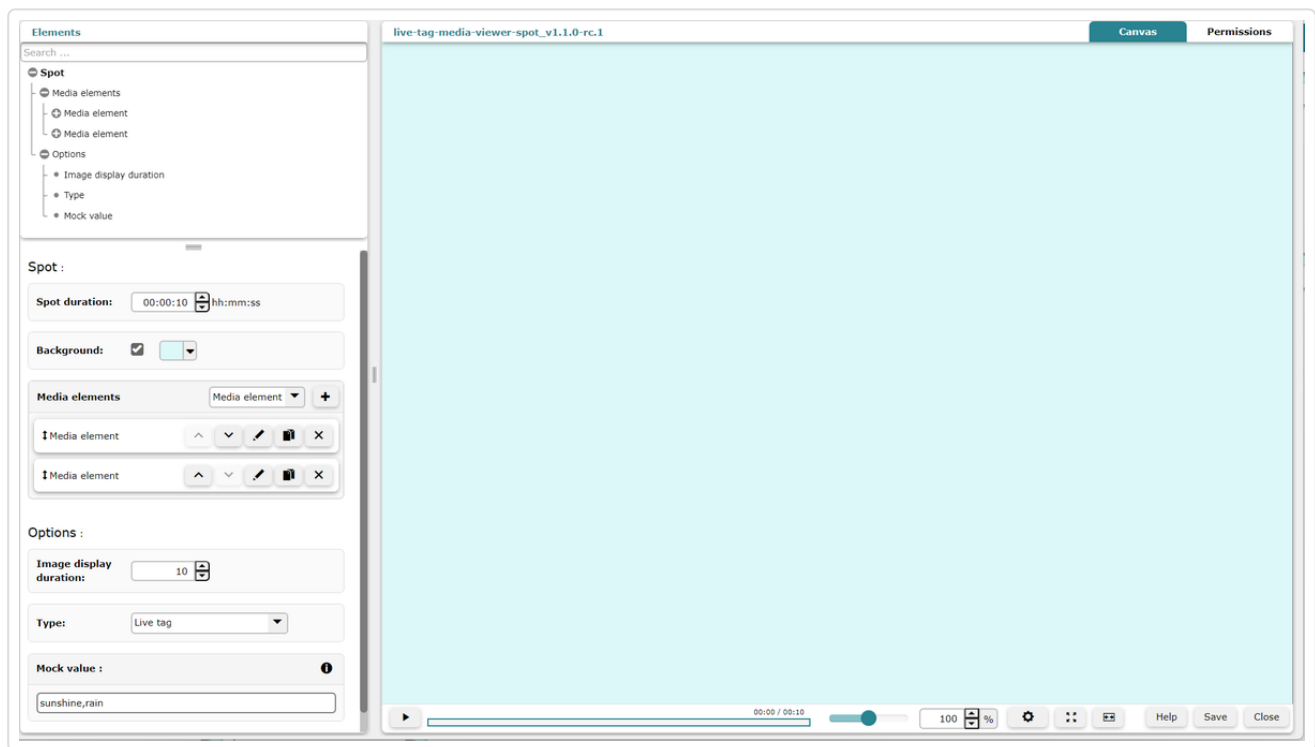 Elements
Search ...
Spot
Media elements
Media element
Media element
Options
Image display duration
Type
Mock value
Spot :
Spot duration: 00:00:10 hh:mm:ss
Background:
Media elements Media element
Media element
Media element
Options :
Image display
duration: 10
Type: Live tag
Mock value :
sunshine,rain
live-tag-media-viewer-spot_v1.1.0-rc.1 Canvas Permissions
00:00 / 00:10
100 % Help Save Close